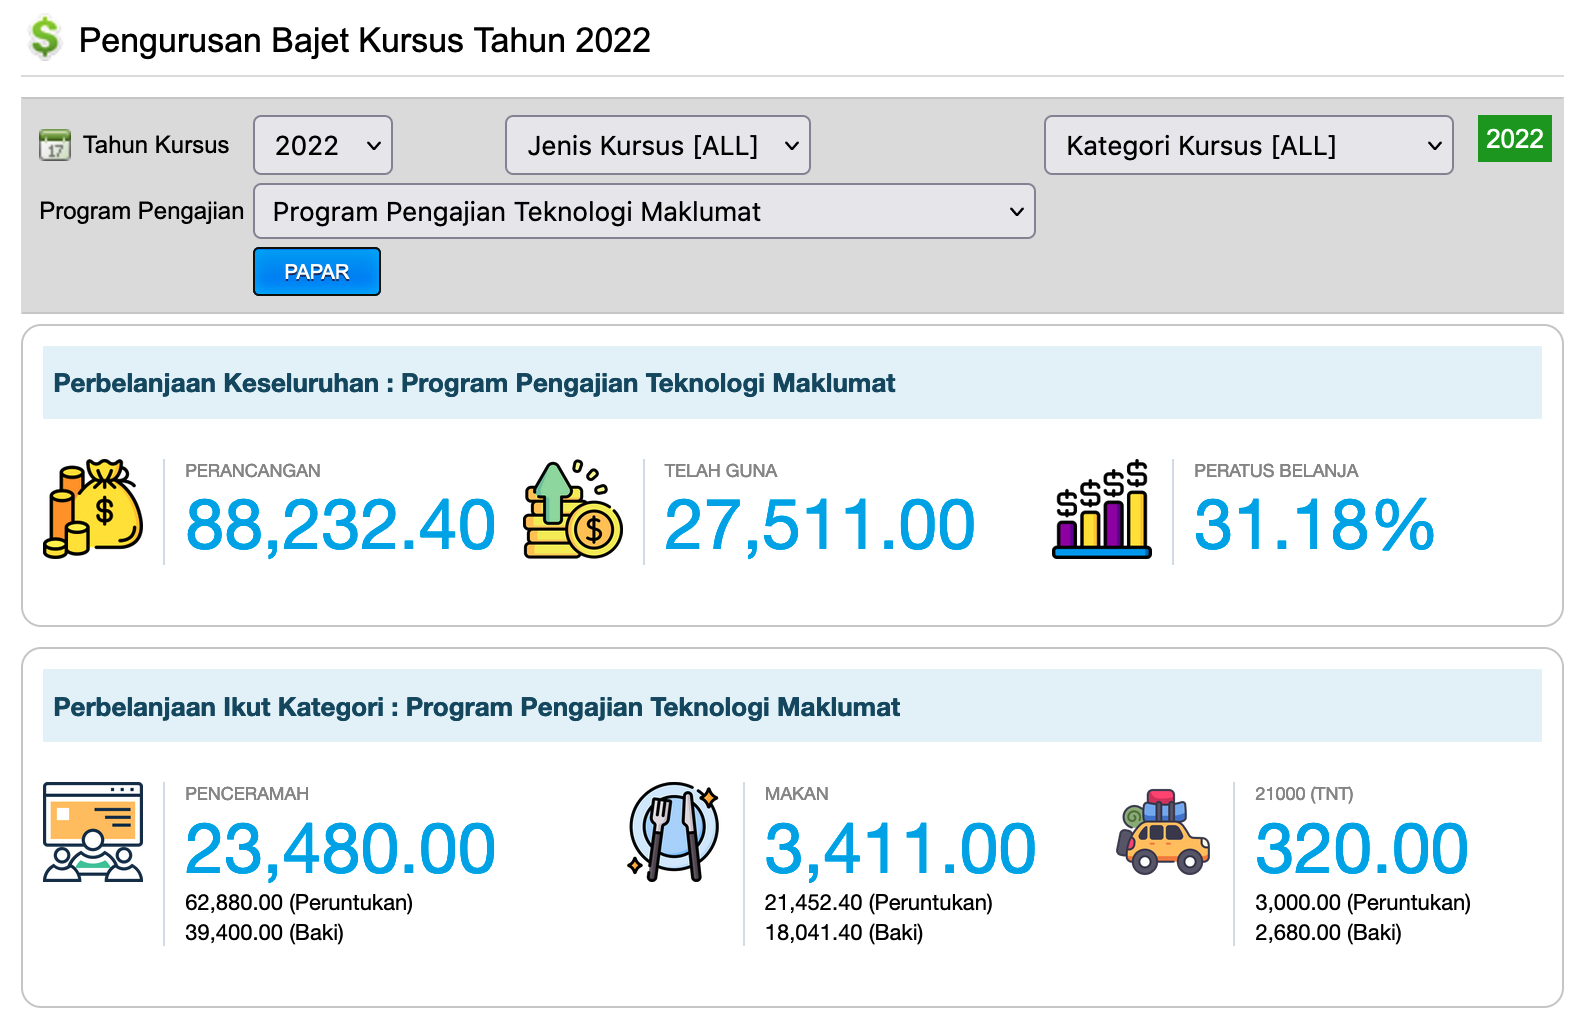 Pengurusan Bajet Kursus Tahun 2022
17 Tahun Kursus 2022 Jenis Kursus [ALL] Kategori Kursus [ALL] 2022
Program Pengajian Program Pengajian Teknologi Maklumat
PAPAR
Perbelanjaan Keseluruhan : Program Pengajian Teknologi Maklumat
PERANCANGAN
88,232.40
TELAH GUNA
27,511.00
PERATUS BELANJA
31.18%
Perbelanjaan Ikut Kategori : Program Pengajian Teknologi Maklumat
PENCERAMAH
23,480.00
62,880.00 (Peruntukan)
39,400.00 (Baki)
MAKAN
3,411.00
21,452.40 (Peruntukan)
18,041.40 (Baki)
21000 (TNT)
320.00
3,000.00 (Peruntukan)
2,680.00 (Baki)